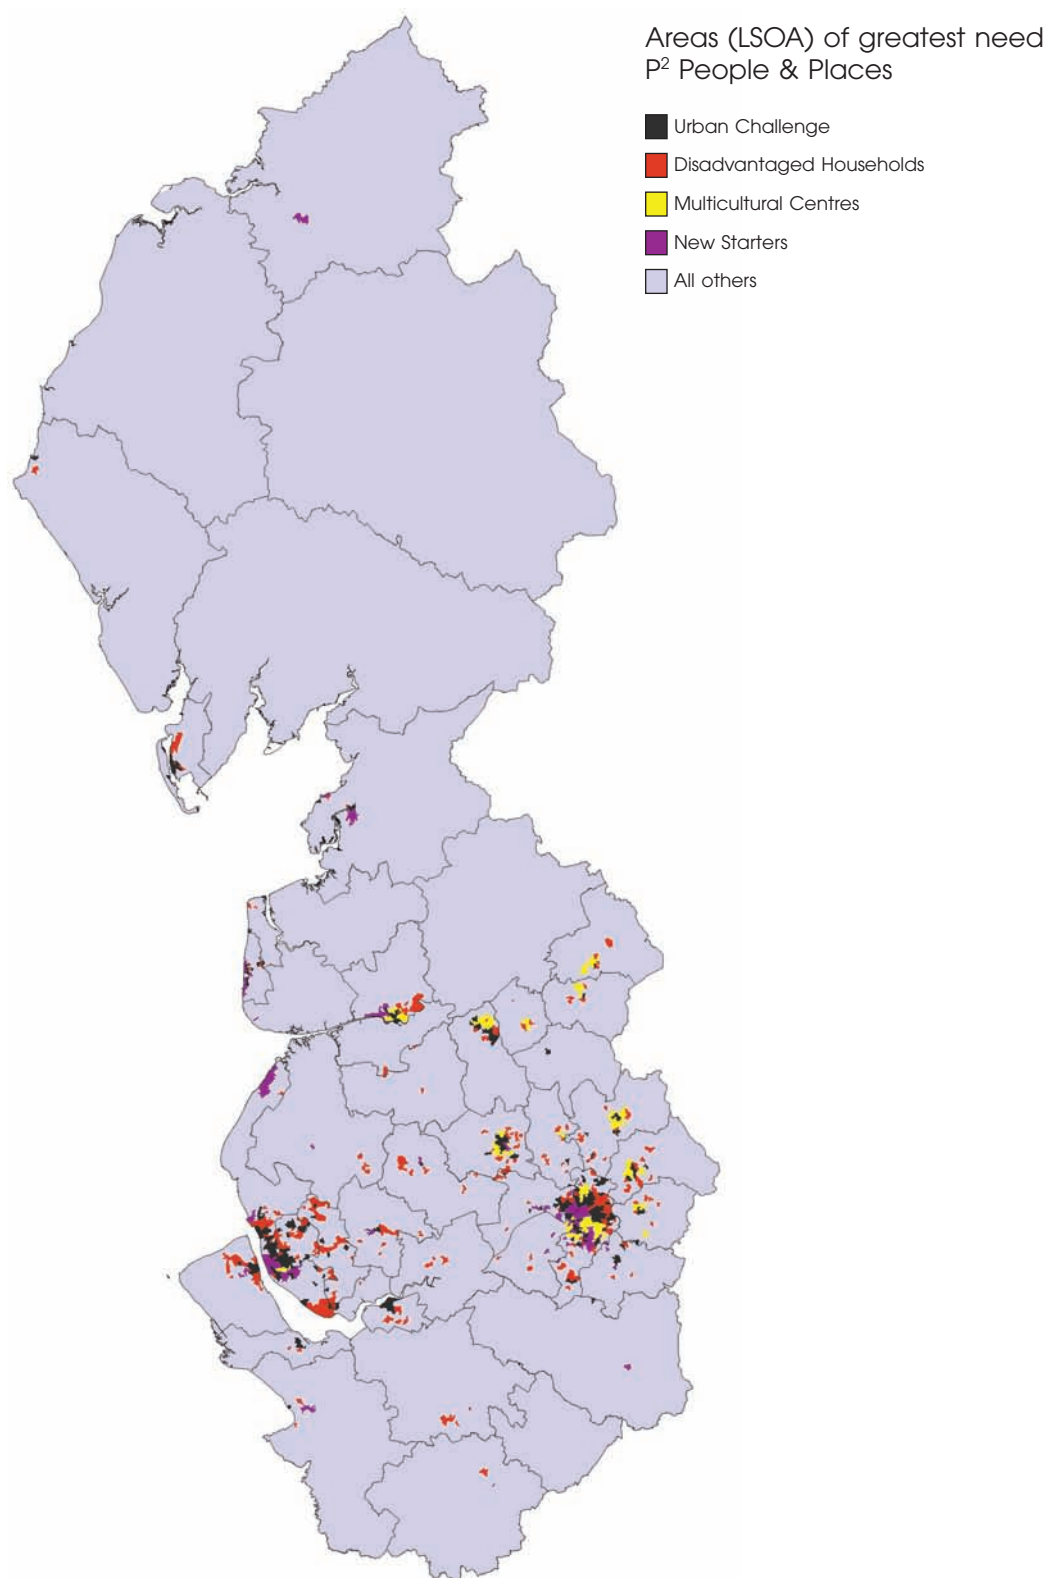 Areas (LSOA) of greatest need
P² People & Places
Urban Challenge
Disadvantaged Households
Multicultural Centres
New Starters
All others